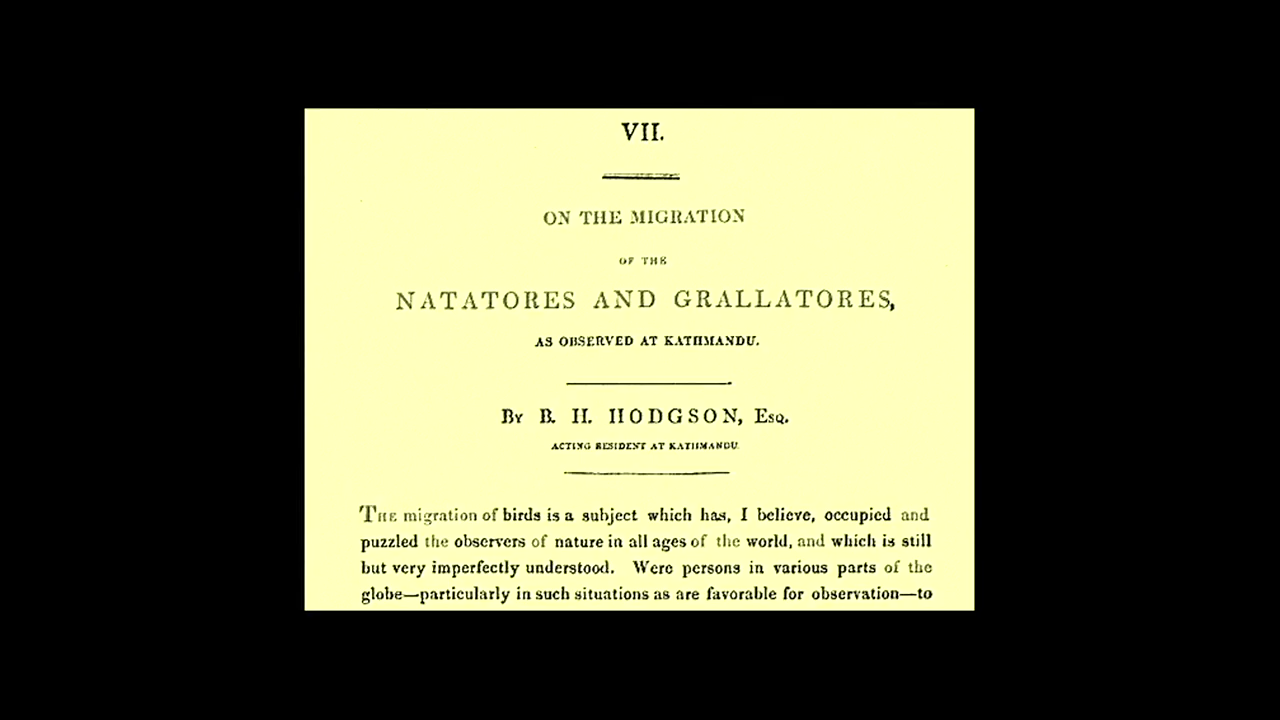 VII.
ON THE MIGRATION
OF THE
NATATORES AND GRALLATORES,
AS OBSERVED AT KATHMANDU.
By B. H. HODGSON, Esq.
ACTING RESIDENT AT KATHMANDU.
The migration of birds is a subject which has, I believe, occupied and
puzzled the observers of nature in all ages of the world, and which is still
but very imperfectly understood. Were persons in various parts of the
globe—particularly in such situations as are favorable for observation—to